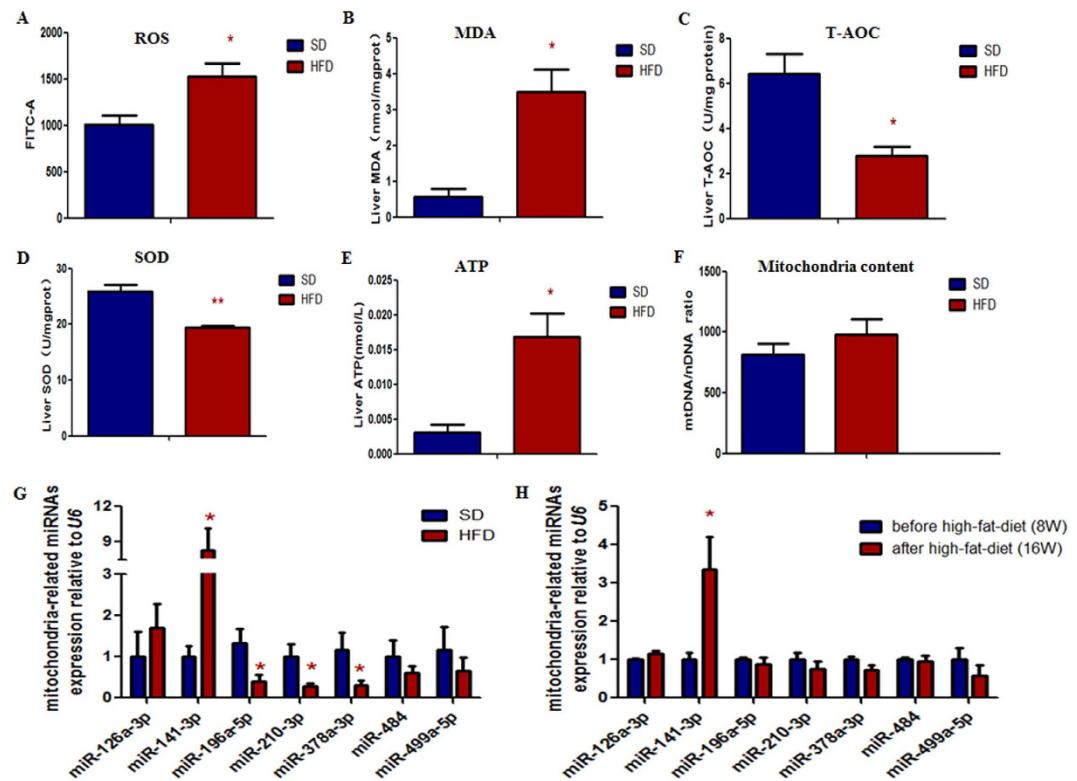 A
ROS
*
SD
HFD
FITC-A
2000
1500
1000
500
0
B
MDA
*
SD
HFD
Liver MDA (nmol/mgprot)
5
4
3
2
1
0
C
T-AOC
*
SD
HFD
Liver T-AOC (U/mg protein)
8
6
4
2
0
D
SOD
**
SD
HFD
Liver SOD (U/mgprot)
30
20
10
0
E
ATP
*
SD
HFD
Liver ATP(nmol/L)
0.025
0.020
0.015
0.010
0.005
0.000
F
Mitochondria content
SD
HFD
mtDNA/nDNA ratio
1500
1000
500
0
G
mitochondria-related miRNAs
expression relative to U6
12
9
6
3
2
1
0
*
*
*
*
SD
HFD
miR-126a-3p
miR-141-3p
miR-196a-5p
miR-210-3p
miR-378a-3p
miR-484
miR-499a-5p
H
mitochondria-related miRNAs
expression relative to U6
5
4
3
2
1
0
*
before high-fat-diet (8W)
after high-fat-diet (16W)
miR-126a-3p
miR-141-3p
miR-196a-5p
miR-210-3p
miR-378a-3p
miR-484
miR-499a-5p